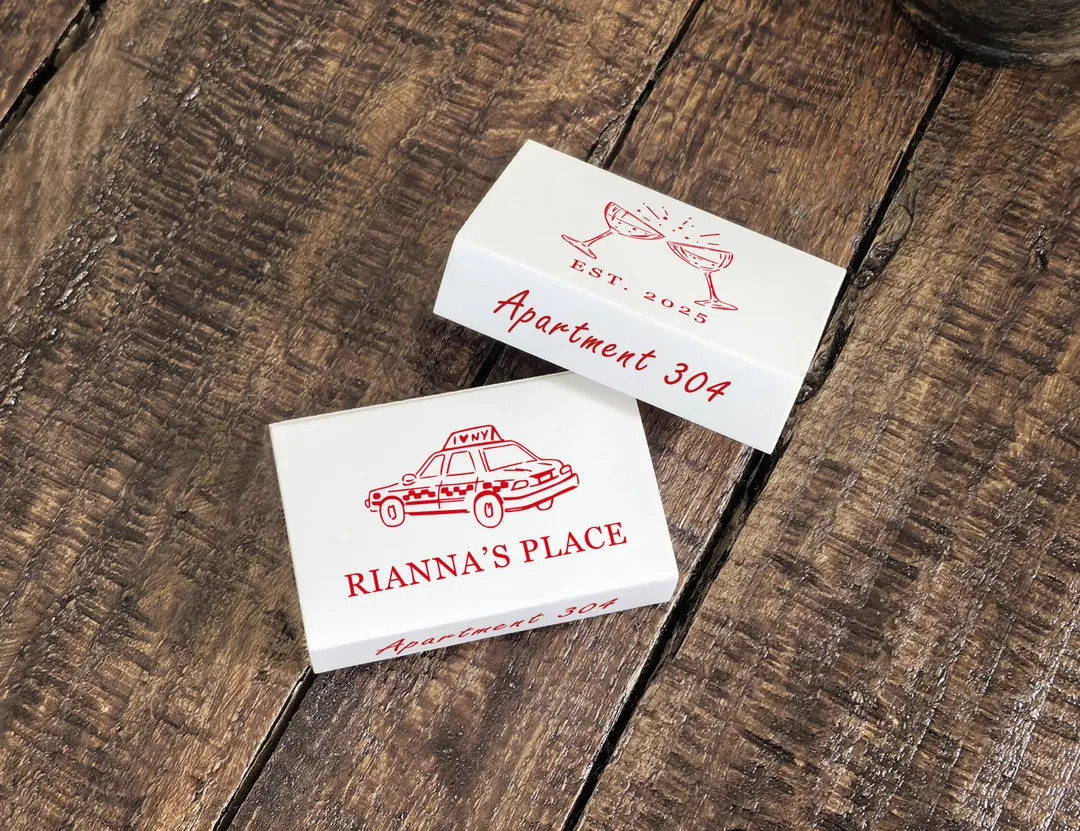 EST. 2025
Apartment 304
I ♥ NY
RIANNA'S PLACE
Apartment 304